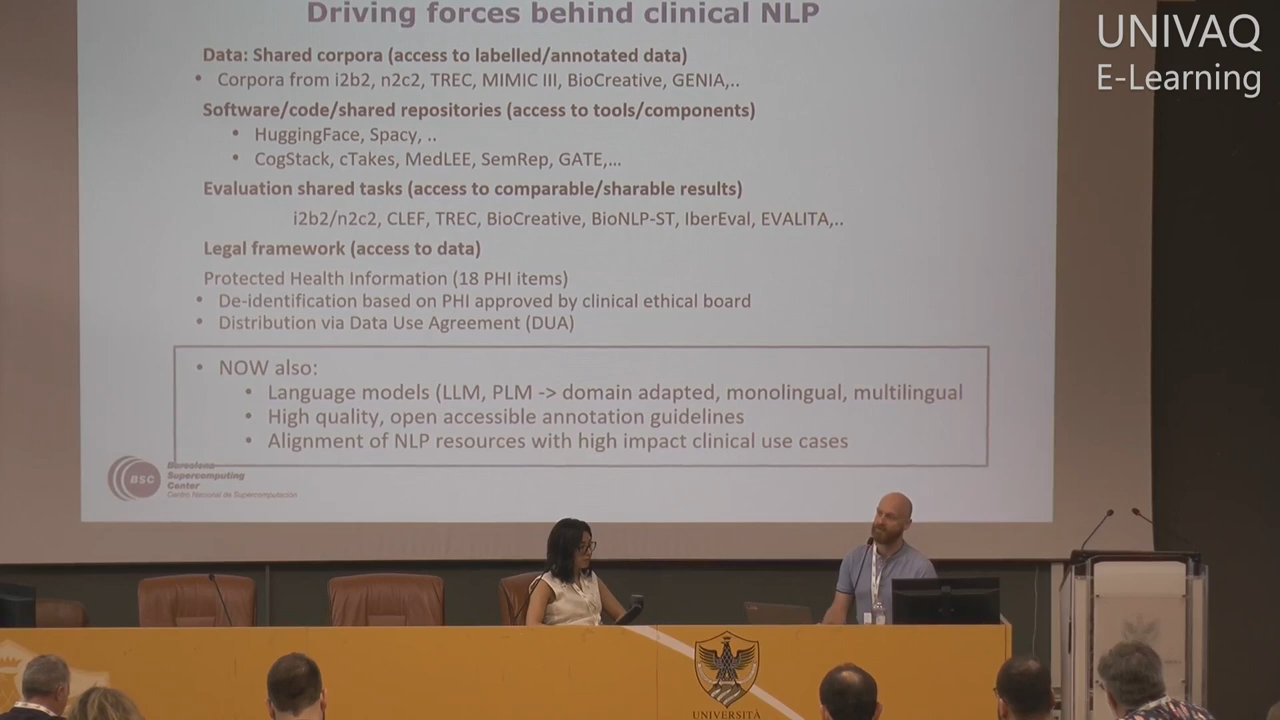 Driving forces behind clinical NLP
UNIVAQ
E-Learning
Data: Shared corpora (access to labelled/annotated data)
• Corpora from i2b2, n2c2, TREC, MIMIC III, BioCreative, GENIA,..
Software/code/shared repositories (access to tools/components)
• HuggingFace, Spacy, ..
• CogStack, cTakes, MedLEE, SemRep, GATE,...
Evaluation shared tasks (access to comparable/sharable results)
i2b2/n2c2, CLEF, TREC, BioCreative, BioNLP-ST, IberEval, EVALITA,..
Legal framework (access to data)
Protected Health Information (18 PHI items)
• De-identification based on PHI approved by clinical ethical board
• Distribution via Data Use Agreement (DUA)
• NOW also:
• Language models (LLM, PLM -> domain adapted, monolingual, multilingual
• High quality, open accessible annotation guidelines
• Alignment of NLP resources with high impact clinical use cases
BSC
Barcelona
Supercomputing
Center
Centro Nacional de Supercomputación
UNIVERSITÀ